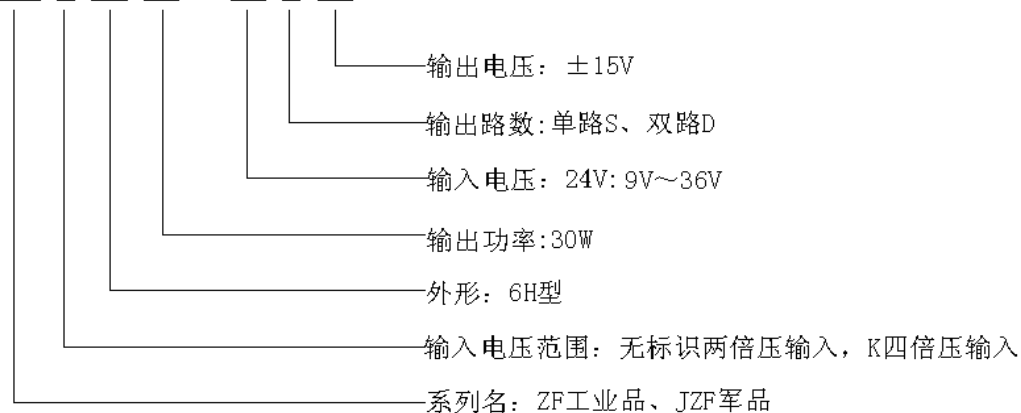 输出电压：±15V
输出路数:单路S、双路D
输入电压：24V:9V～36V
输出功率:30W
外形：6H型
输入电压范围：无标识两倍压输入，K四倍压输入
系列名：ZF工业品、JZF军品